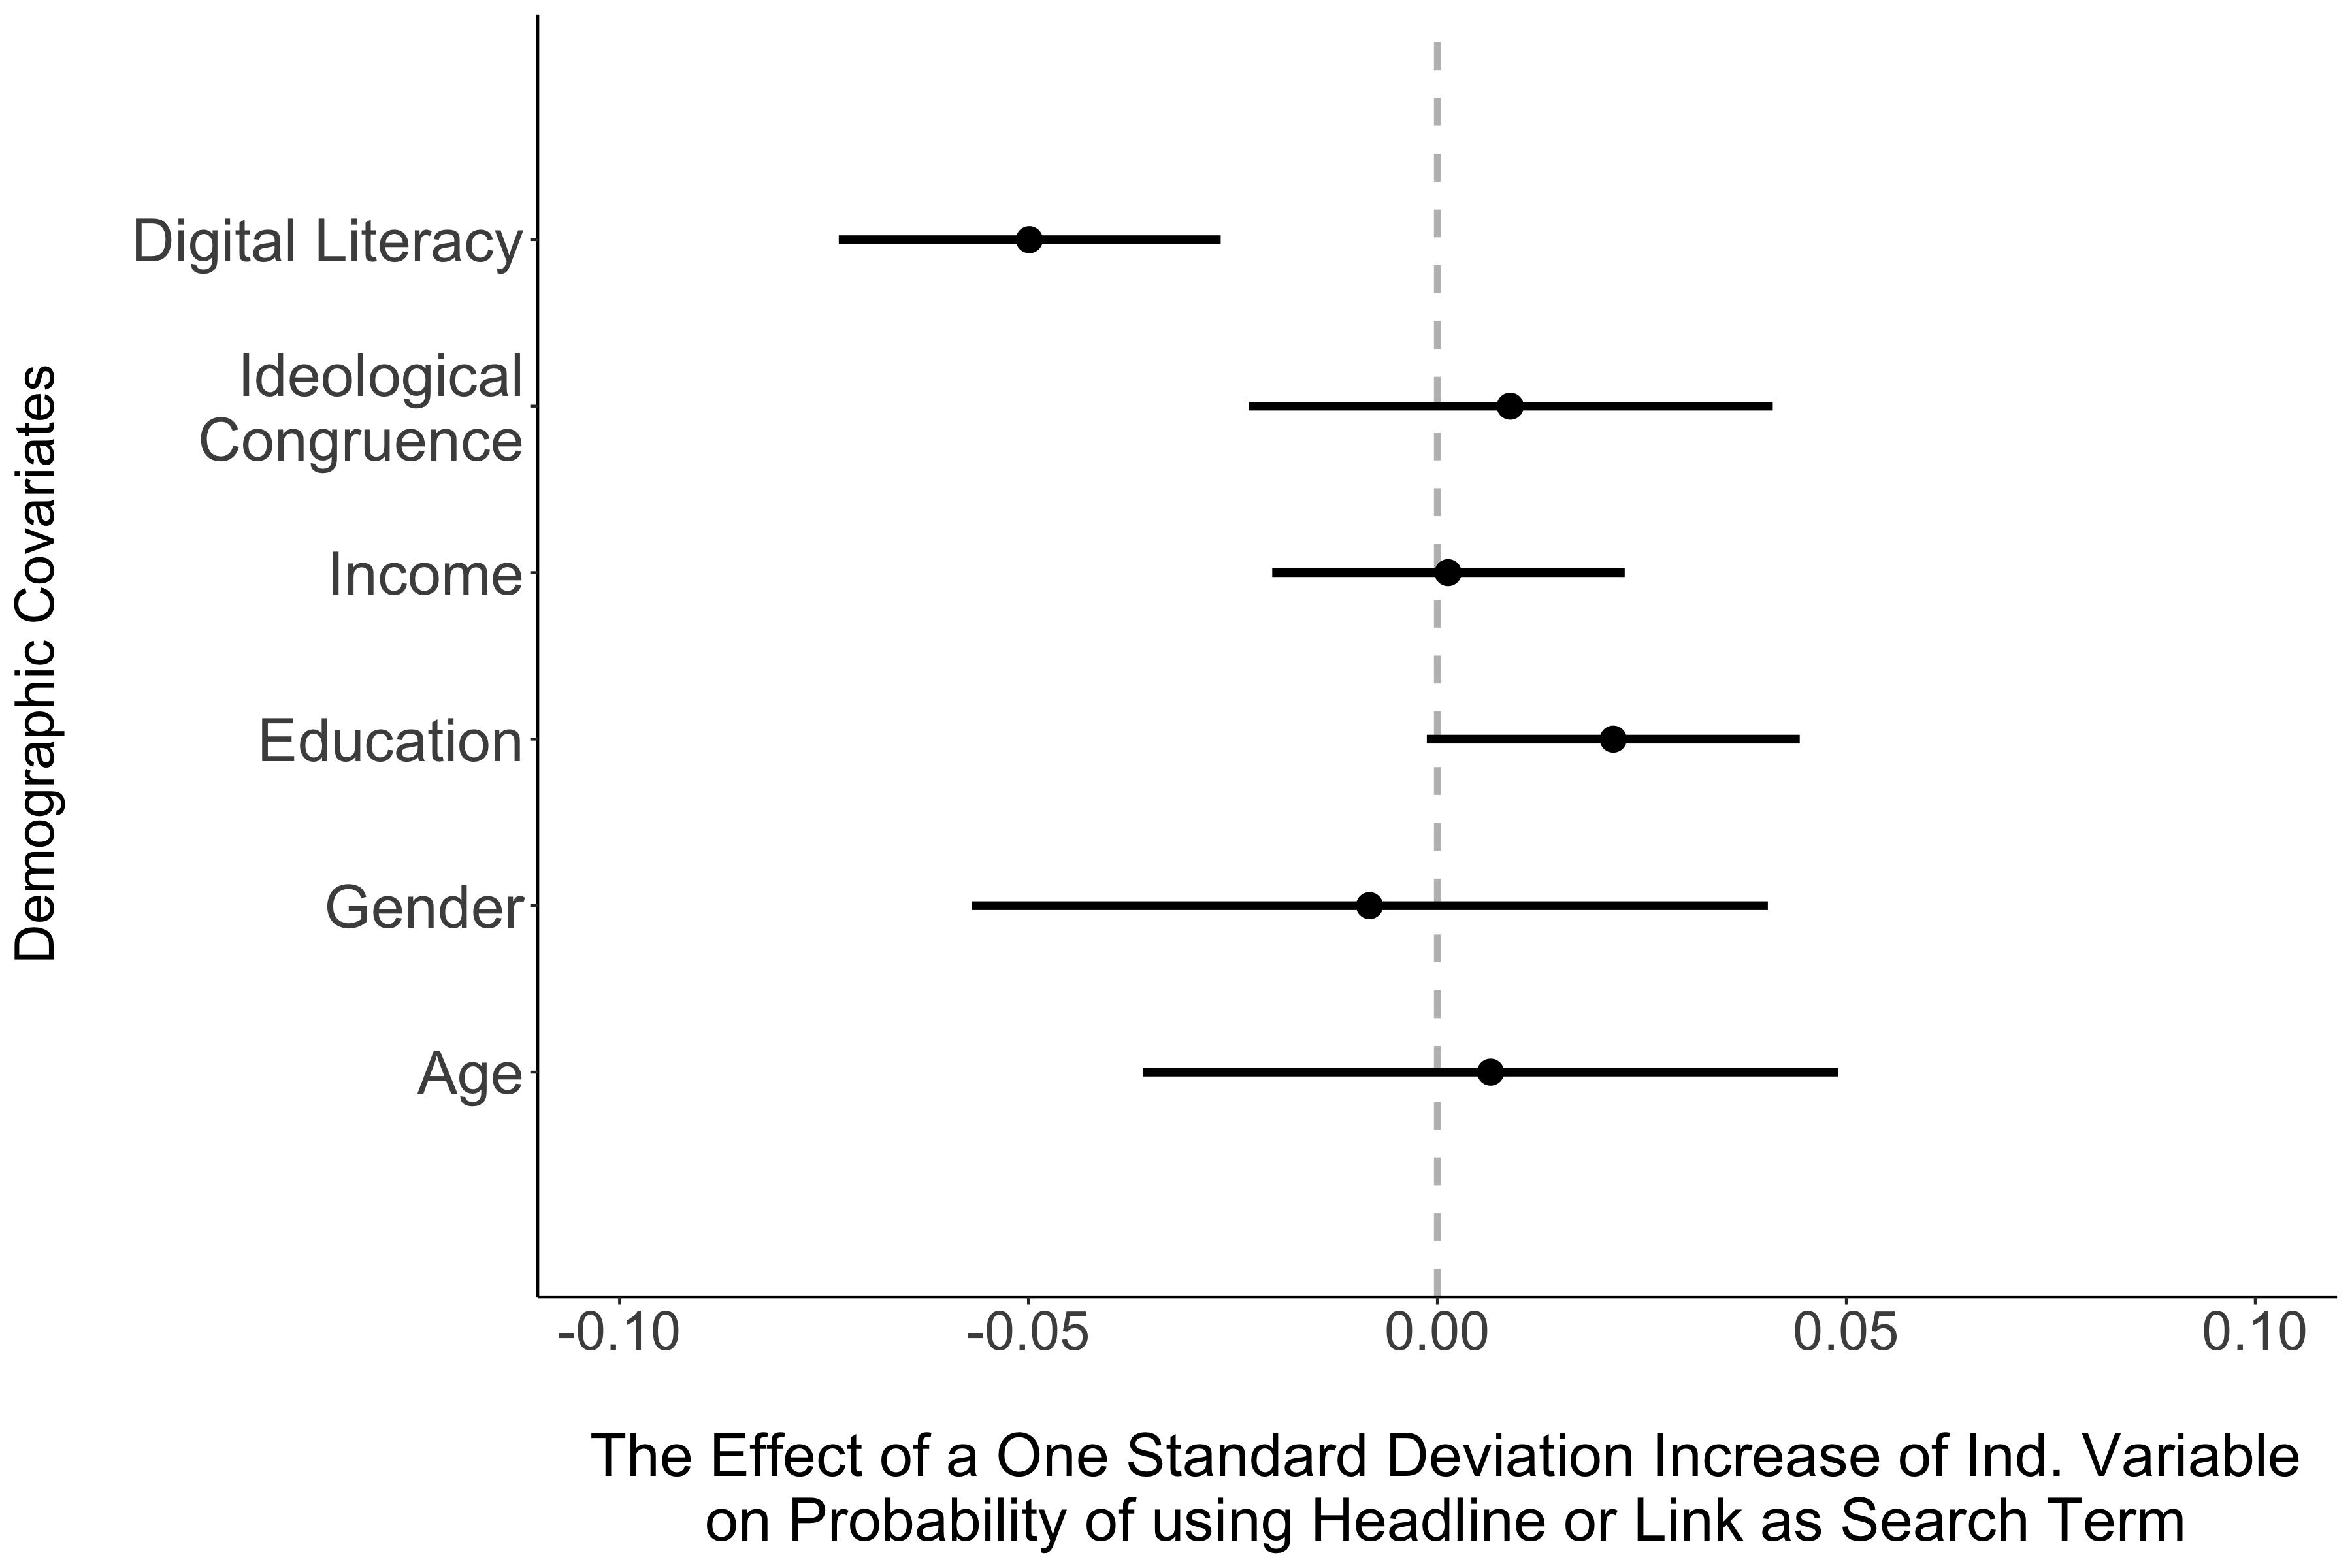 Demographic Covariates
Digital Literacy
Ideological
Congruence
Income
Education
Gender
Age
-0.10
-0.05
0.00
0.05
0.10
The Effect of a One Standard Deviation Increase of Ind. Variable
on Probability of using Headline or Link as Search Term